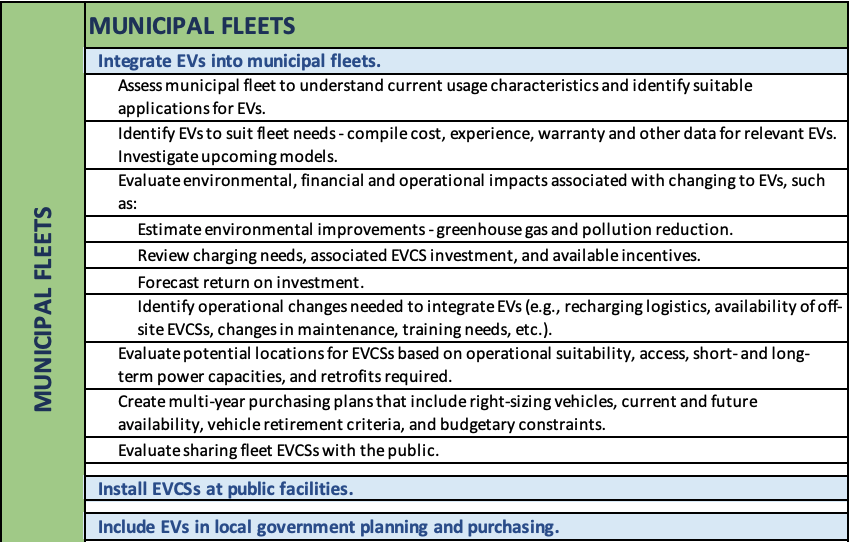 MUNICIPAL FLEETS
MUNICIPAL FLEETS
Integrate EVs into municipal fleets.
Assess municipal fleet to understand current usage characteristics and identify suitable
applications for EVs.
Identify EVs to suit fleet needs - compile cost, experience, warranty and other data for relevant EVs.
Investigate upcoming models.
Evaluate environmental, financial and operational impacts associated with changing to EVs, such
as:
Estimate environmental improvements - greenhouse gas and pollution reduction.
Review charging needs, associated EVCS investment, and available incentives.
Forecast return on investment.
Identify operational changes needed to integrate EVs (e.g., recharging logistics, availability of off-
site EVCSs, changes in maintenance, training needs, etc.).
Evaluate potential locations for EVCSs based on operational suitability, access, short- and long-
term power capacities, and retrofits required.
Create multi-year purchasing plans that include right-sizing vehicles, current and future
availability, vehicle retirement criteria, and budgetary constraints.
Evaluate sharing fleet EVCSs with the public.
Install EVCSs at public facilities.
Include EVs in local government planning and purchasing.